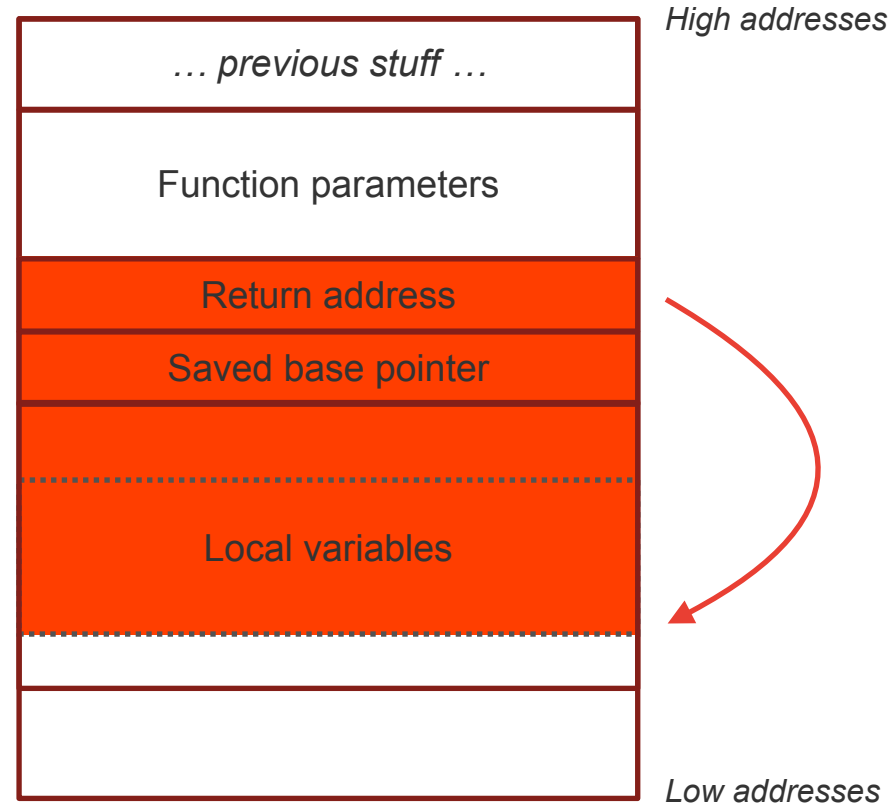 High addresses
… previous stuff …
Function parameters
Return address
Saved base pointer
Local variables
Low addresses